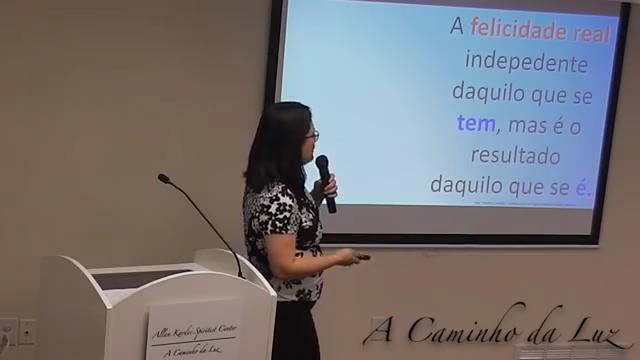 A felicidade real
indepedente
daquilo que se
tem, mas é o
resultado
daquilo que se é.
Allan Kardec Spiritist Center
A Caminho da Luz
A Caminho da Luz